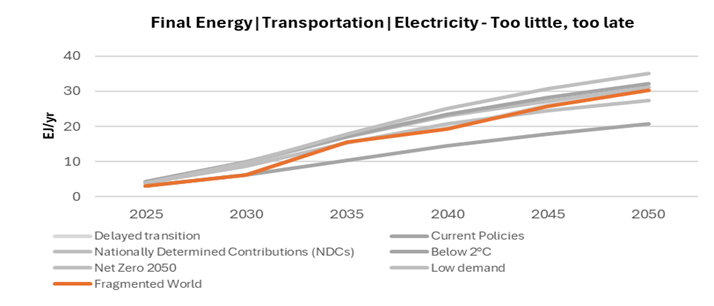 Final Energy|Transportation|Electricity - Too little, too late
40
30
20
10
0
EJ/yr
2025 2030 2035 2040 2045 2050
Delayed transition Current Policies
Nationally Determined Contributions (NDCs) Below 2°C
Net Zero 2050 Low demand
Fragmented World